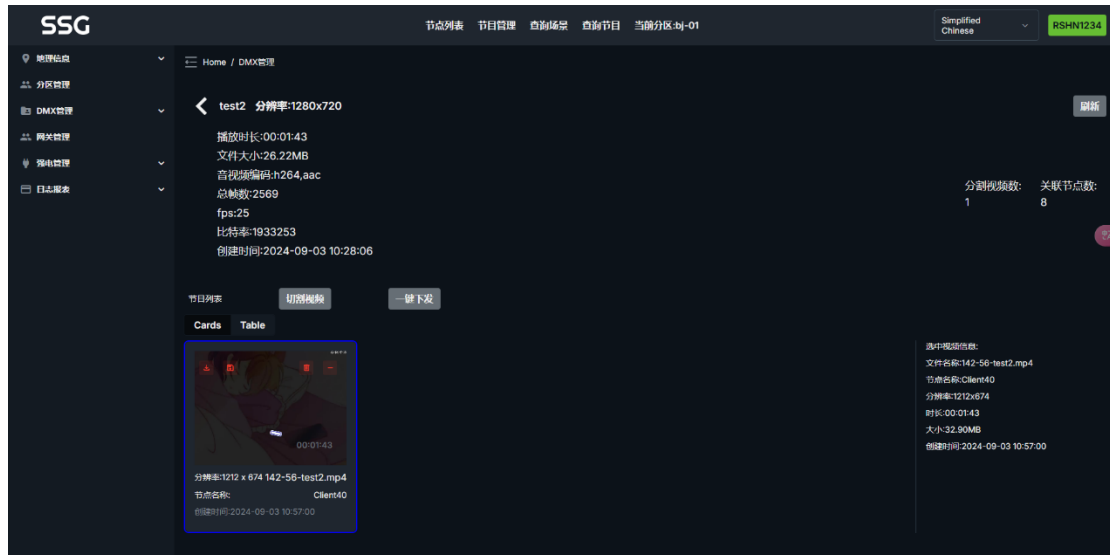 SSG
节点列表 节目管理 查询场景 查询节目 当前分区:bj-01
Simplified Chinese
RSHN1234
地理信息
分区管理
DMX管理
网关管理
强电管理
日志报表
Home / DMX管理
test2 分辨率:1280x720
刷新
播放时长:00:01:43
文件大小:26.22MB
音视频编码:h264,aac
总帧数:2569
fps:25
比特率:1933253
创建时间:2024-09-03 10:28:06
分割视频数: 关联节点数:
1 8
节目列表 切割视频 一键下发
Cards Table
00:01:43
分辨率:1212 x 674 142-56-test2.mp4
节点名称: Client40
创建时间:2024-09-03 10:57:00
选中视频信息:
文件名称:142-56-test2.mp4
节点名称:Client40
分辨率:1212x674
时长:00:01:43
大小:32.90MB
创建时间:2024-09-03 10:57:00